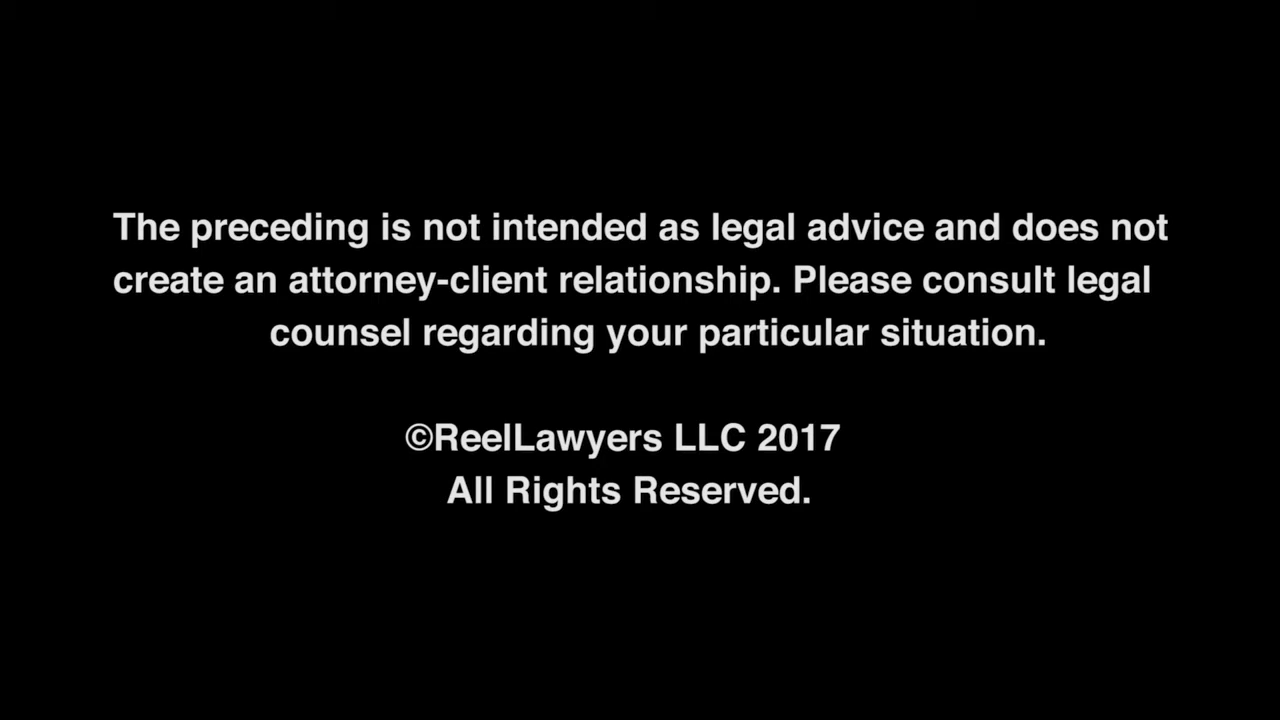 The preceding is not intended as legal advice and does not
create an attorney-client relationship. Please consult legal
counsel regarding your particular situation.
©ReelLawyers LLC 2017
All Rights Reserved.